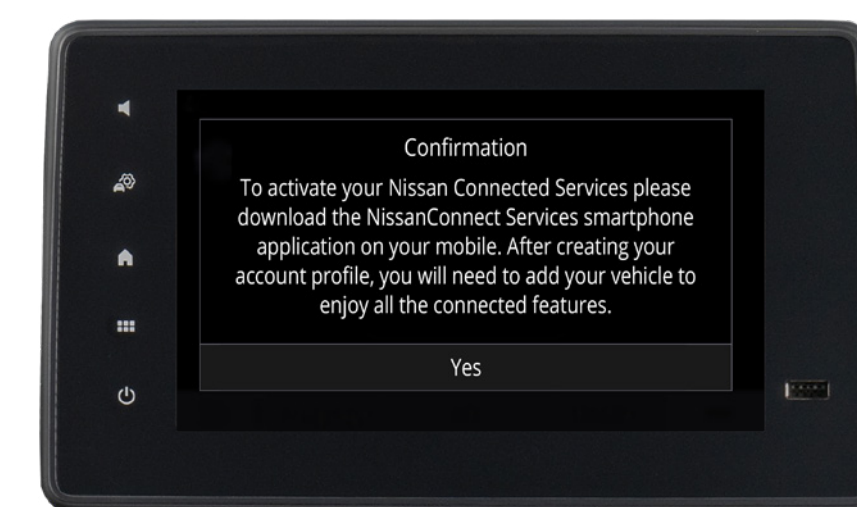 Confirmation
To activate your Nissan Connected Services please
download the NissanConnect Services smartphone
application on your mobile. After creating your
account profile, you will need to add your vehicle to
enjoy all the connected features.
Yes